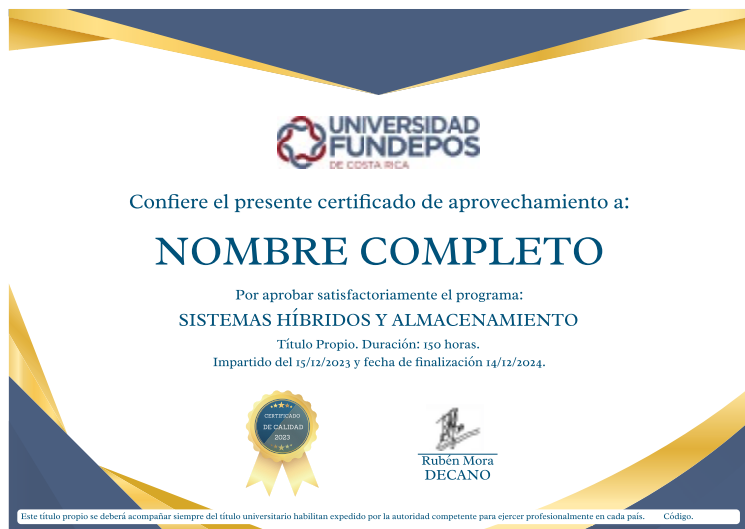 UNIVERSIDAD
FUNDEPOS
DE COSTA RICA
Confiere el presente certificado de aprovechamiento a:
NOMBRE COMPLETO
Por aprobar satisfactoriamente el programa:
SISTEMAS HÍBRIDOS Y ALMACENAMIENTO
Título Propio. Duración: 150 horas.
Impartido del 15/12/2023 y fecha de finalización 14/12/2024.
CERTIFICADO
DE CALIDAD
2023
Rubén Mora
DECANO
Este título propio se deberá acompañar siempre del título universitario habilitan expedido por la autoridad competente para ejercer profesionalmente en cada país. Código.